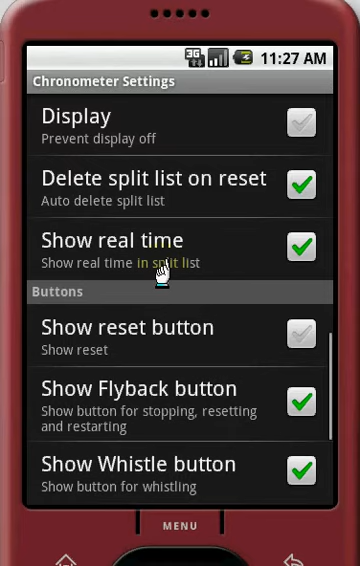 3G
11:27 AM
Chronometer Settings
Display
Prevent display off
Delete split list on reset
Auto delete split list
Show real time
Show real time in split list
Buttons
Show reset button
Show reset
Show Flyback button
Show button for stopping, resetting
and restarting
Show Whistle button
Show button for whistling
MENU